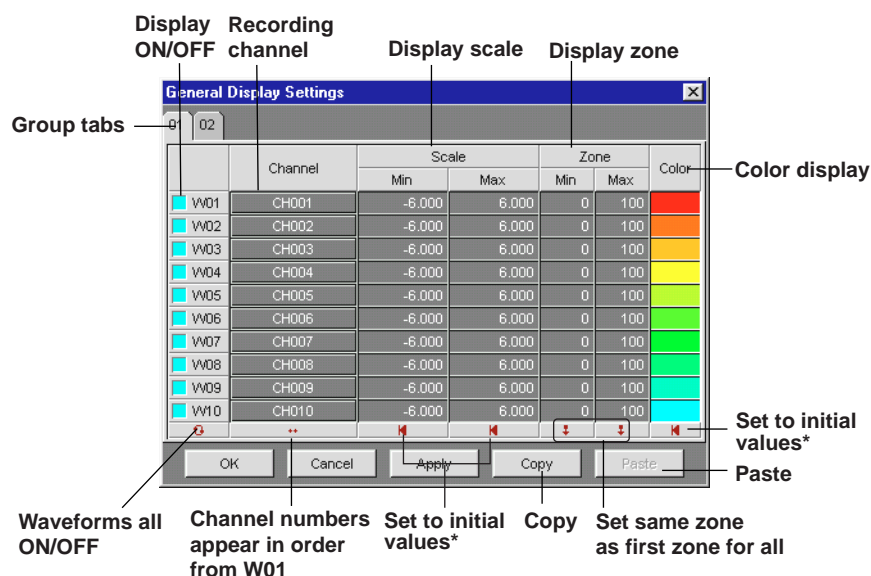 Display Recording
ON/OFF channel
Display scale
Display zone
General Display Settings
Group tabs
01 02
Channel
Scale
Zone
Color
Color display
Min Max Min Max
W01 CH001 -6.000 6.000 0 100
W02 CH002 -6.000 6.000 0 100
W03 CH003 -6.000 6.000 0 100
W04 CH004 -6.000 6.000 0 100
W05 CH005 -6.000 6.000 0 100
W06 CH006 -6.000 6.000 0 100
W07 CH007 -6.000 6.000 0 100
W08 CH008 -6.000 6.000 0 100
W09 CH009 -6.000 6.000 0 100
W10 CH010 -6.000 6.000 0 100
Set to initial
values*
OK Cancel Apply Copy Paste
Paste
Waveforms all
ON/OFF
Channel numbers
appear in order
from W01
Set to initial
values*
Copy
Set same zone
as first zone for all